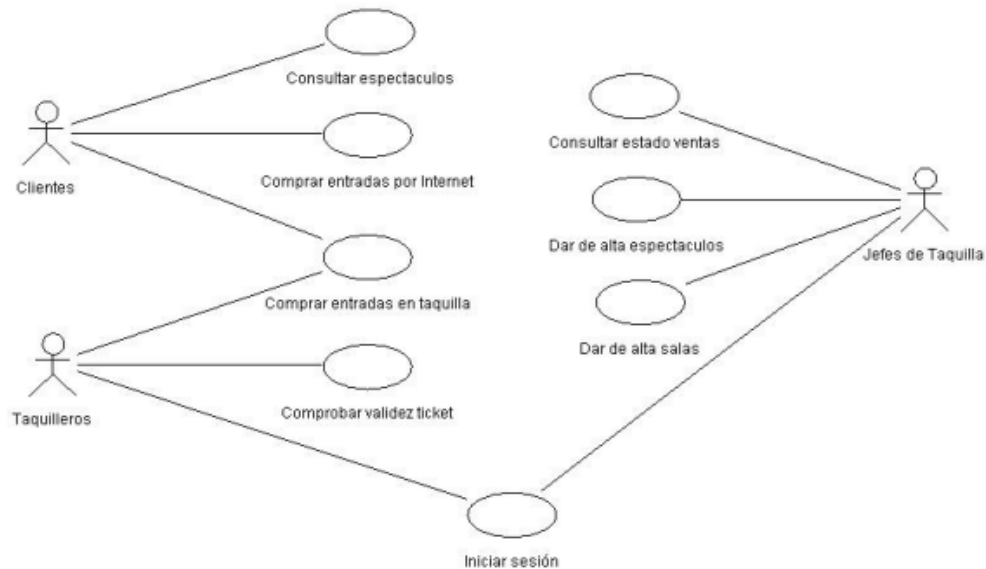 Consultar espectaculos
Clientes
Comprar entradas por Internet
Comprar entradas en taquilla
Taquilleros
Comprobar validez ticket
Consultar estado ventas
Dar de alta espectaculos
Jefes de Taquilla
Dar de alta salas
Iniciar sesión